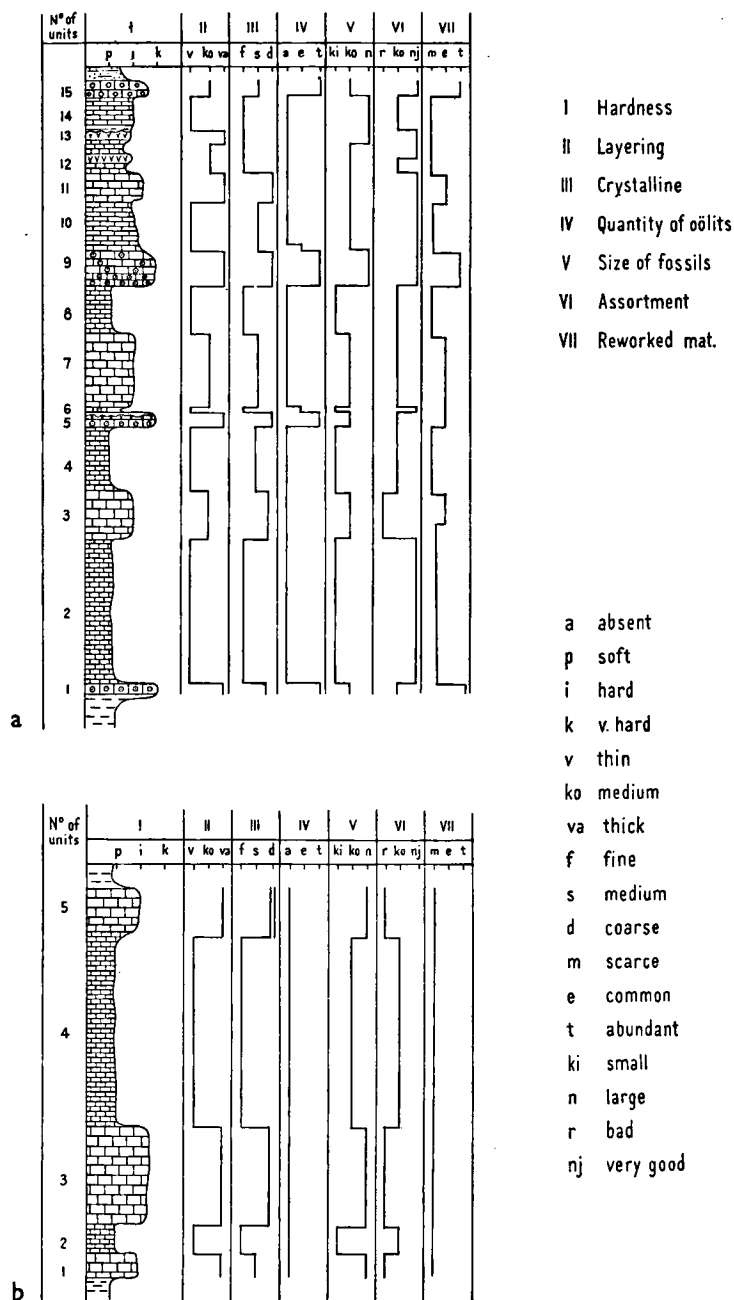 N° of units I II III IV V VI VII
p i k v ko va f s d a e t ki ko n r ko nj m e t
15
14
13
12
11
10
9
8
7
6
5
4
3
2
1
a
I Hardness
II Layering
III Crystalline
IV Quantity of oölits
V Size of fossils
VI Assortment
VII Reworked mat.
N° of units I II III IV V VI VII
p i k v ko va f s d a e t ki ko n r ko nj m e t
5
4
3
2
1
b
a absent
p soft
i hard
k v. hard
v thin
ko medium
va thick
f fine
s medium
d coarse
m scarce
e common
t abundant
ki small
n large
r bad
nj very good